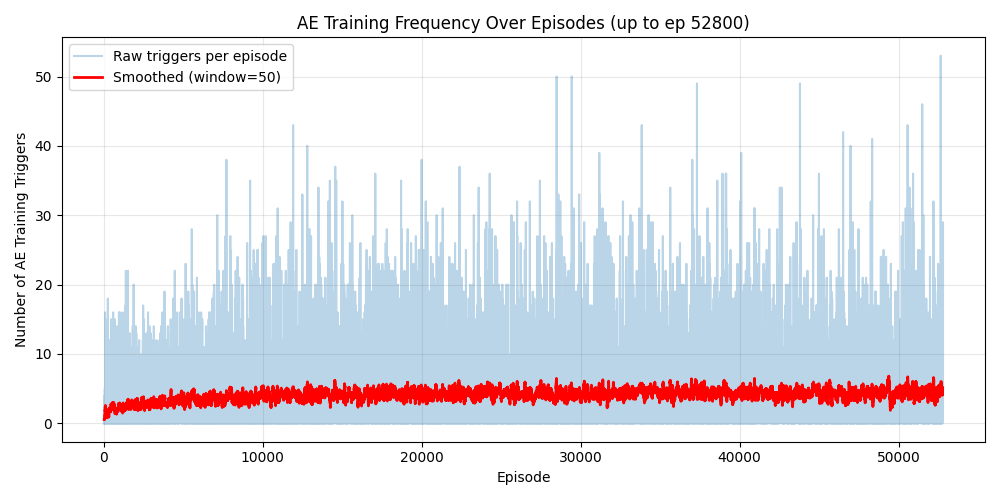 AE Training Frequency Over Episodes (up to ep 52800)
Raw triggers per episode
Smoothed (window=50)
Number of AE Training Triggers
50
40
30
20
10
0
0 10000 20000 30000 40000 50000
Episode